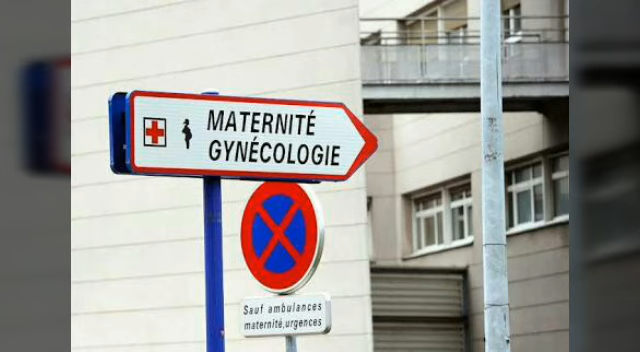 MATERNITÉ
GYNÉCOLOGIE
Sauf ambulances
maternité,urgences